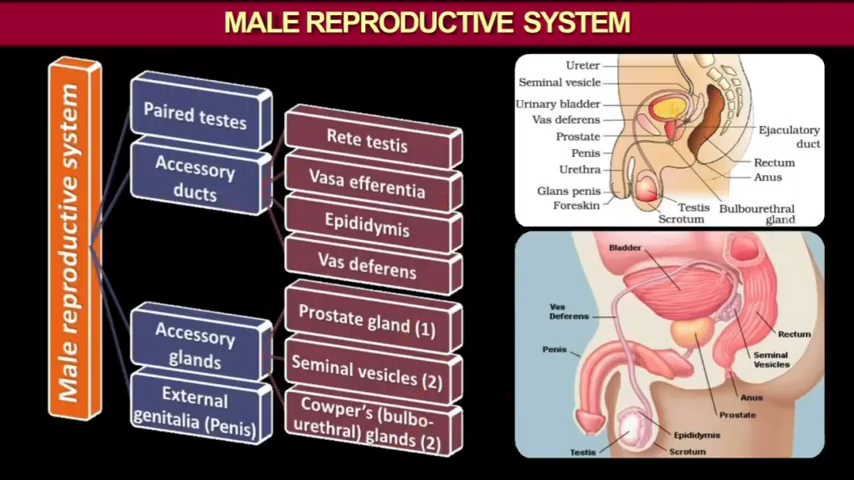 MALE REPRODUCTIVE SYSTEM
Male reproductive system
Paired testes
Accessory
ducts
Rete testis
Vasa efferentia
Epididymis
Vas deferens
Accessory
glands
External
genitalia (Penis)
Prostate gland (1)
Seminal vesicles (2)
Cowper's (bulbo-
urethral) glands (2)
Ureter
Seminal vesicle
Urinary bladder
Vas deferens
Prostate
Penis
Urethra
Glans penis
Foreskin
Ejaculatory
duct
Rectum
Anus
Testis
Scrotum
Bulbourethral
gland
Bladder
Vas
Deferens
Penis
Rectum
Seminal
Vesicles
Anus
Prostate
Epididymis
Testis
Scrotum